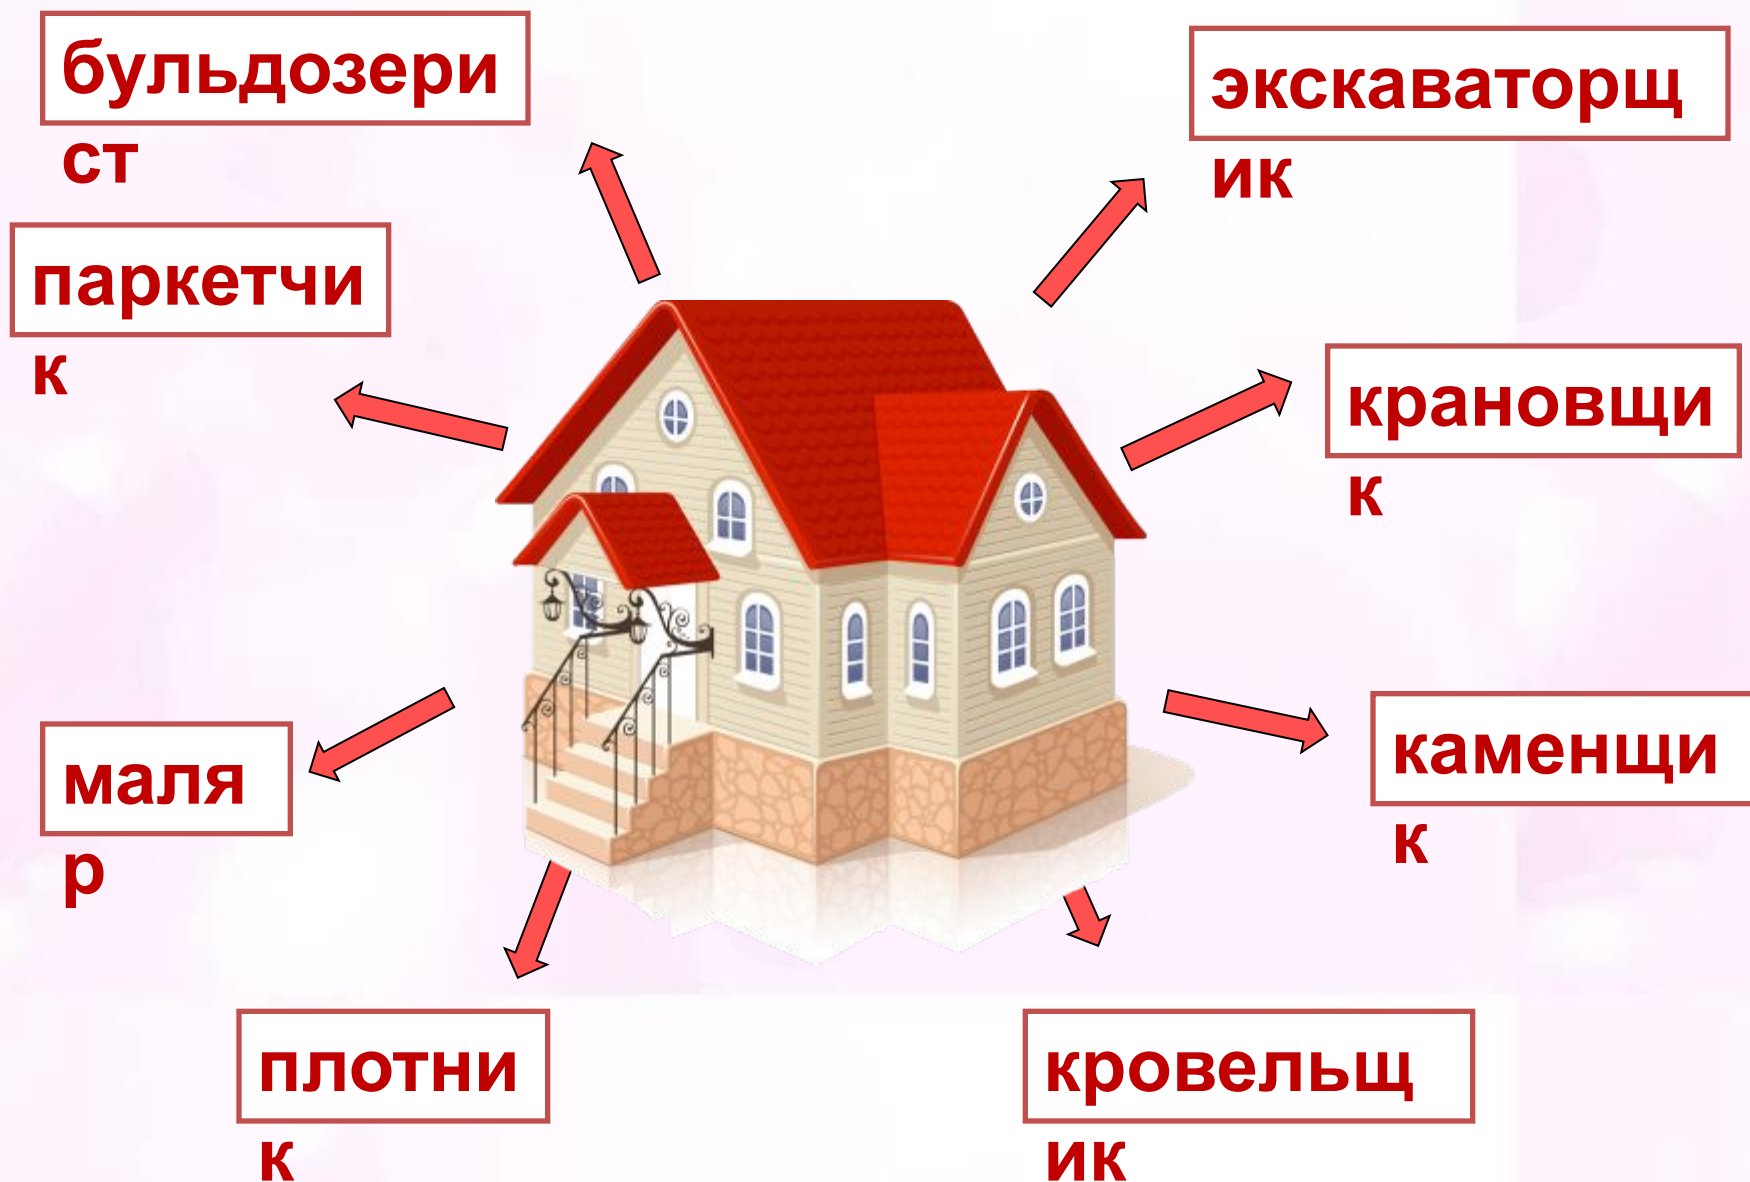 бульдозери
ст
экскаваторщ
ик
паркетчи
к
крановщи
к
маля
р
каменщи
к
плотни
к
кровельщ
ик